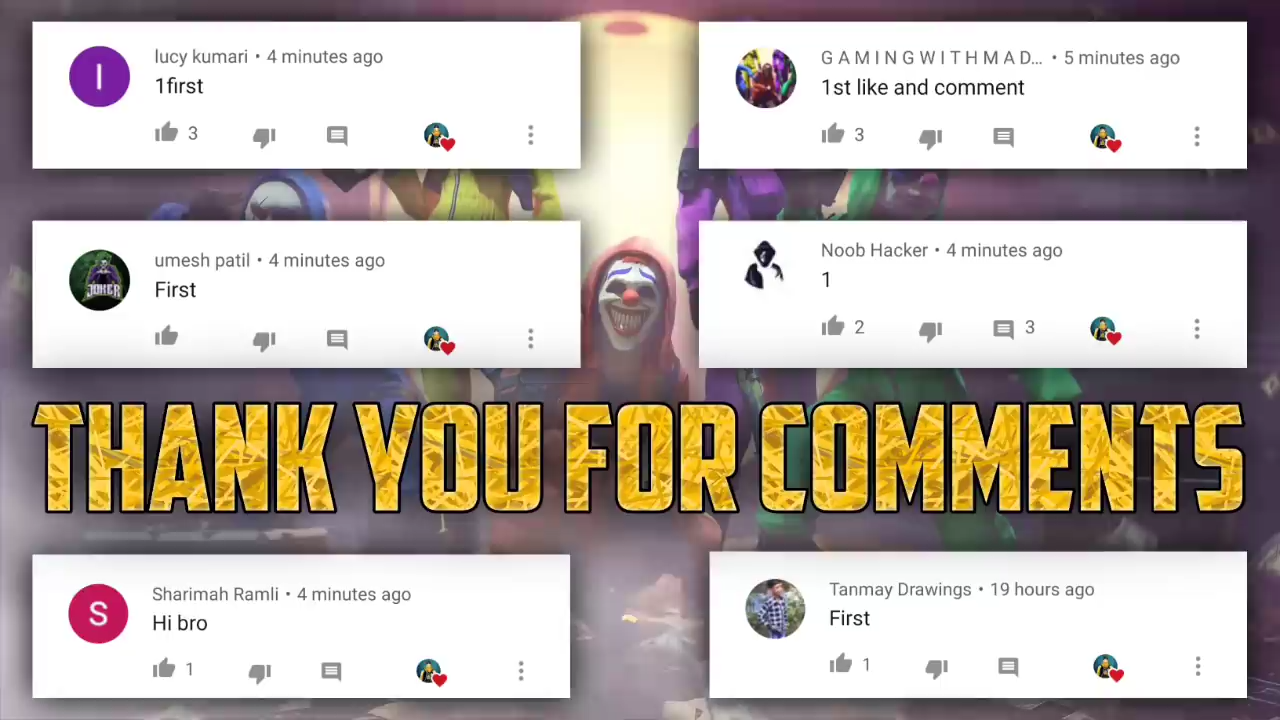 lucy kumari • 4 minutes ago
1first
3
G A M I N G W I T H M A D... • 5 minutes ago
1st like and comment
3
umesh patil • 4 minutes ago
First
JOKER
Noob Hacker • 4 minutes ago
1
2 3
THANK YOU FOR COMMENTS
Sharimah Ramli • 4 minutes ago
S
Hi bro
1
Tanmay Drawings • 19 hours ago
First
1
l